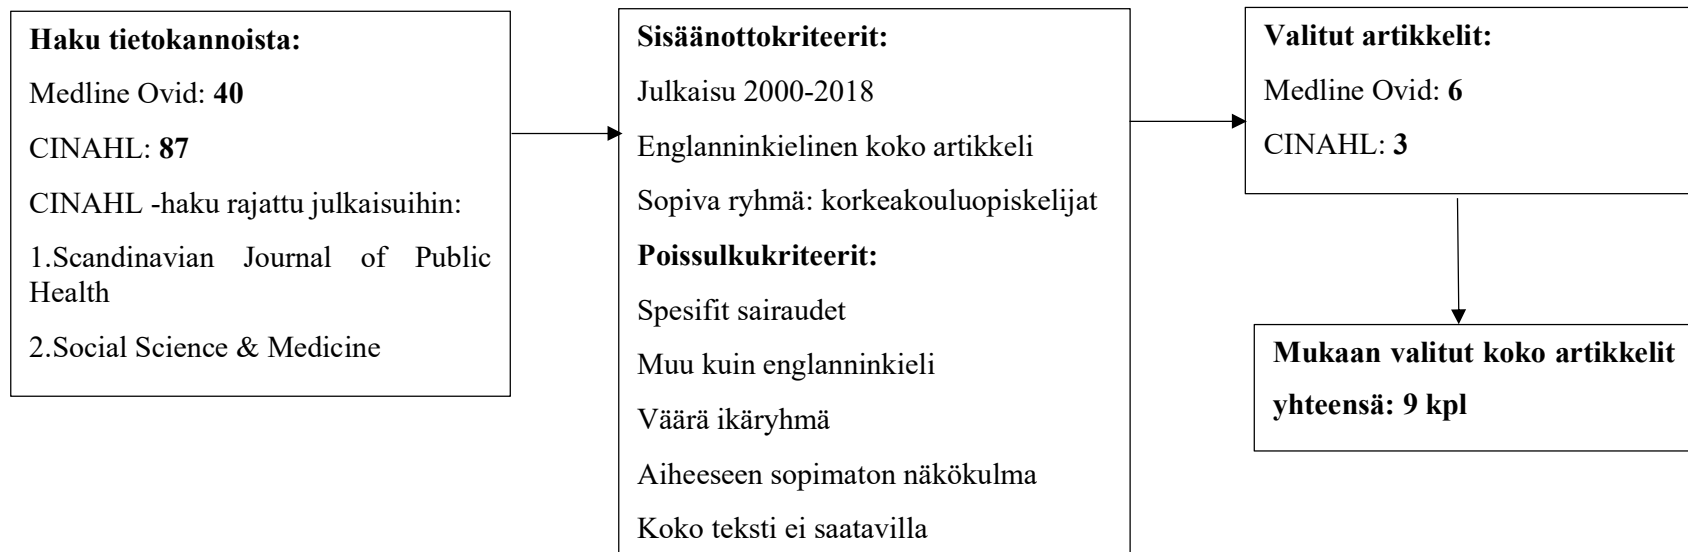 Haku tietokannoista:
Medline Ovid: 40
CINAHL: 87
CINAHL -haku rajattu julkaisuihin:
1.Scandinavian Journal of Public
Health
2.Social Science & Medicine
Sisäänottokriteerit:
Julkaisu 2000-2018
Englanninkielinen koko artikkeli
Sopiva ryhmä: korkeakouluopiskelijat
Poissulkukriteerit:
Spesifit sairaudet
Muu kuin englanninkieli
Väärä ikäryhmä
Aiheeseen sopimaton näkökulma
Koko teksti ei saatavilla
Valitut artikkelit:
Medline Ovid: 6
CINAHL: 3
Mukaan valitut koko artikkelit
yhteensä: 9 kpl